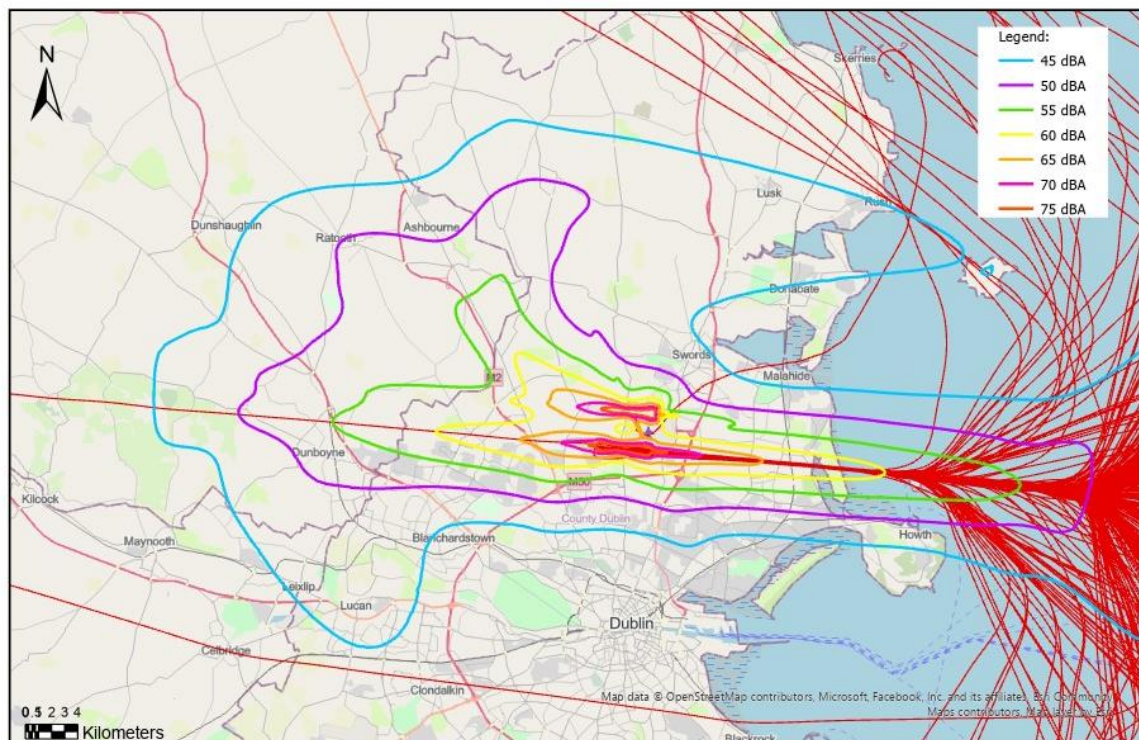 Legend:
45 dBA
50 dBA
55 dBA
60 dBA
65 dBA
70 dBA
75 dBA
N
Skerries
Lusk
Rush
Dunshaughlin
Ratoath
Ashbourne
Donabate
Swords
Malahide
M2
Dunboyne
M50
Kilcock
County Dublin
Maynooth
Blanchardstown
Howth
Leixlip
Lucan
Dublin
Celbridge
Clondalkin
Map data © OpenStreetMap contributors, Microsoft, Facebook, Inc. and its affiliates, Esri Community
Maps contributors, Map layer by Esri
2 3 4
Kilometers
Blackrock